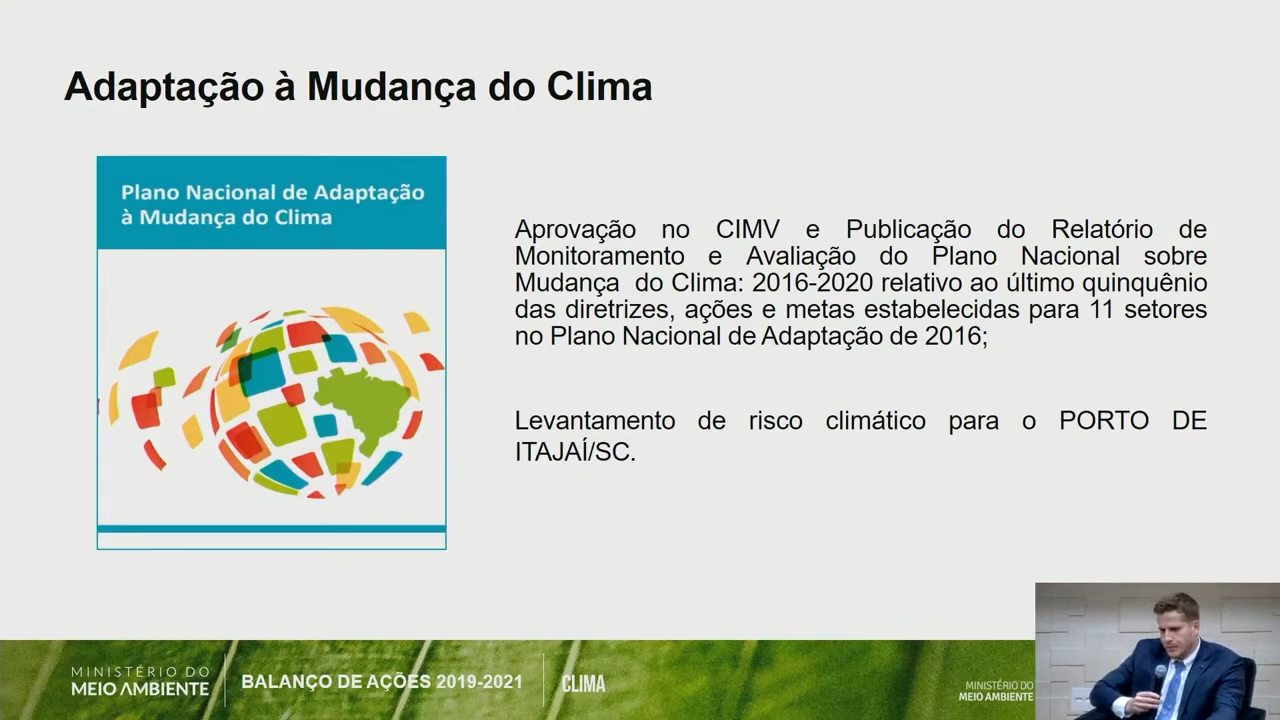 Adaptação à Mudança do Clima
Plano Nacional de Adaptação
à Mudança do Clima
Aprovação no CIMV e Publicação do Relatório de
Monitoramento e Avaliação do Plano Nacional sobre
Mudança do Clima: 2016-2020 relativo ao último quinquênio
das diretrizes, ações e metas estabelecidas para 11 setores
no Plano Nacional de Adaptação de 2016;
Levantamento de risco climático para o PORTO DE
ITAJAÍ/SC.
MINISTÉRIO DO
MEIO AMBIENTE
BALANÇO DE AÇÕES 2019-2021
CLIMA
MINISTÉRIO DO
MEIO AMBIENTE